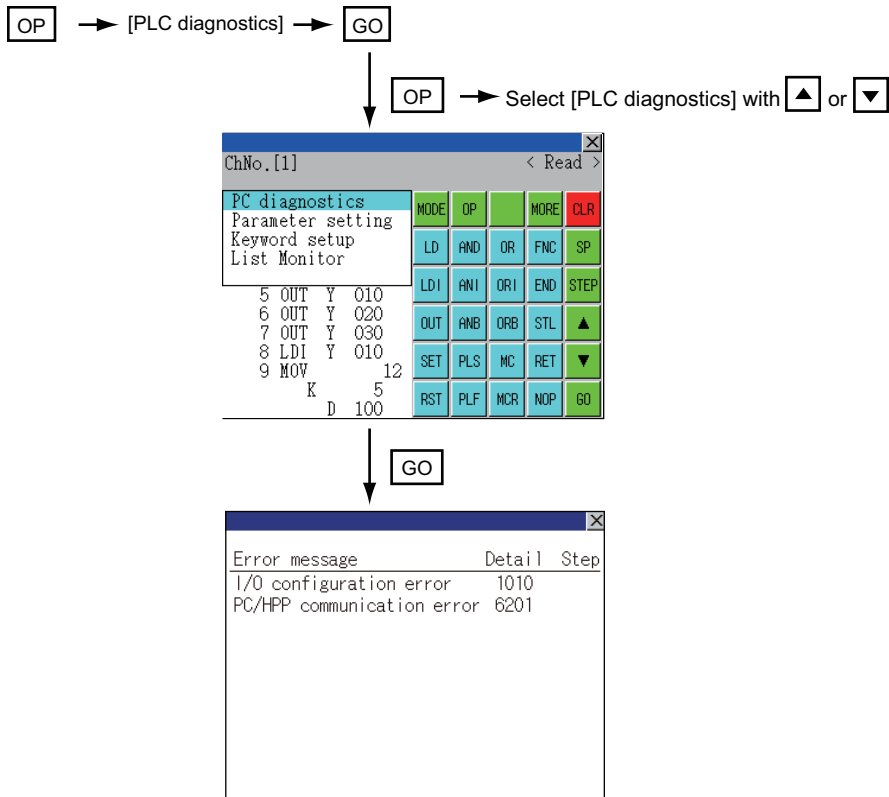 OP → [PLC diagnostics] → GO
OP → Select [PLC diagnostics] with ▲ or ▼
X
ChNo.[1] < Read >
PC diagnostics
Parameter setting
Keyword setup
List Monitor
5 OUT Y 010
6 OUT Y 020
7 OUT Y 030
8 LDI Y 010
9 MOV 12
K 5
D 100
MODE OP MORE CLR
LD AND OR FNC SP
LDI ANI ORI END STEP
OUT ANB ORB STL ▲
SET PLS MC RET ▼
RST PLF MCR NOP GO
GO
X
Error message Detail Step
I/O configuration error 1010
PC/HPP communication error 6201